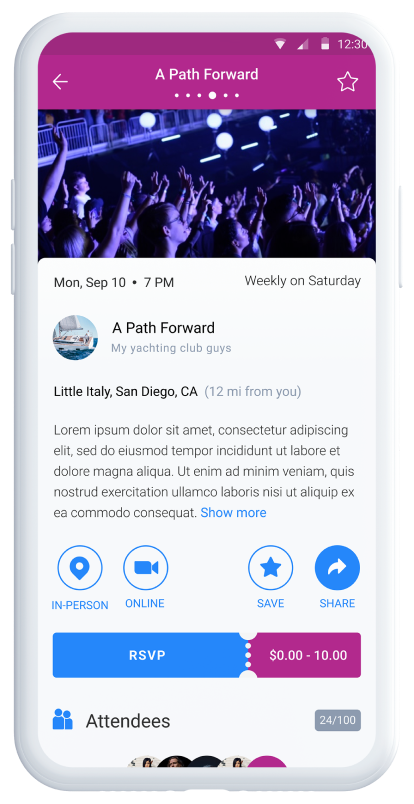 12:30
A Path Forward
Mon, Sep 10 • 7 PM
Weekly on Saturday
A Path Forward
My yachting club guys
Little Italy, San Diego, CA (12 mi from you)
Lorem ipsum dolor sit amet, consectetur adipiscing
elit, sed do eiusmod tempor incididunt ut labore et
dolore magna aliqua. Ut enim ad minim veniam, quis
nostrud exercitation ullamco laboris nisi ut aliquip ex
ea commodo consequat. Show more
IN-PERSON
ONLINE
SAVE
SHARE
RSVP
$0.00 - 10.00
Attendees
24/100